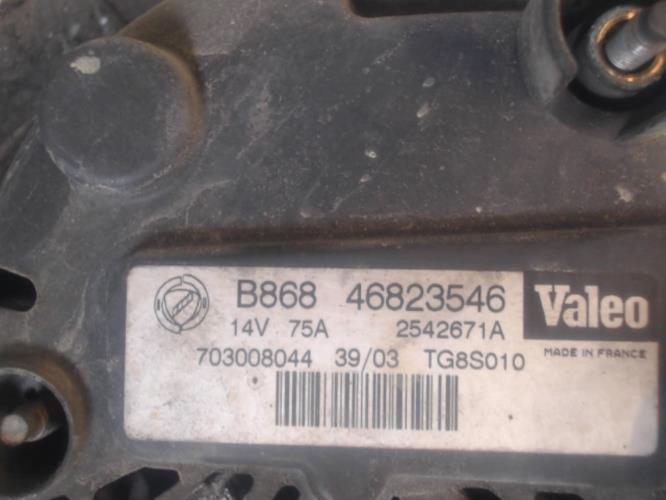 B868 46823546 Valeo
14V 75A 2542671A MADE IN FRANCE
703008044 39/03 TG8S010